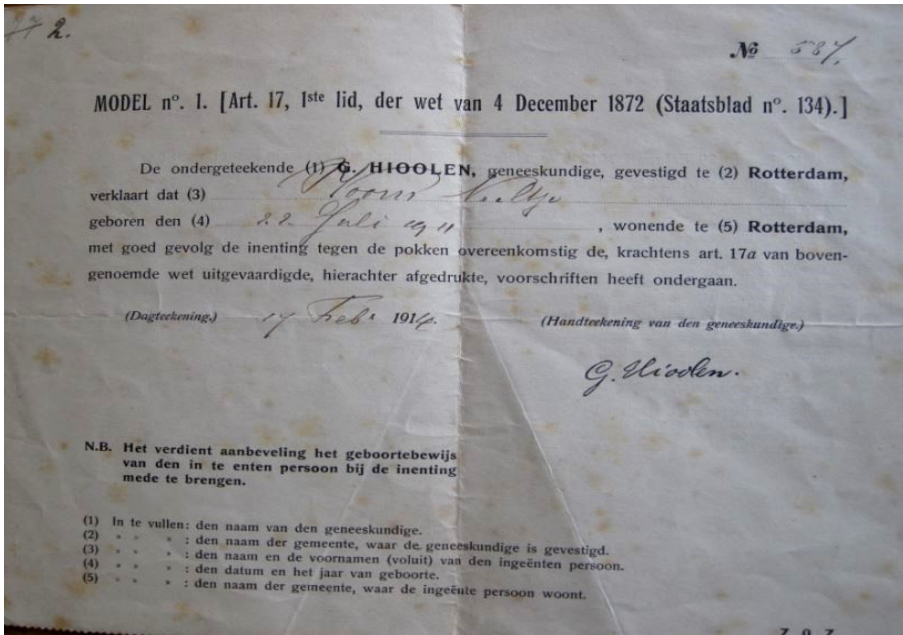 2.
No 587.
MODEL no. 1. [Art. 17, 1ste lid, der wet van 4 December 1872 (Staatsblad no. 134).]
De ondergeteekende (1) G. HIOOLEN, geneeskundige, gevestigd te (2) Rotterdam,
verklaart dat (3) Neeltje
geboren den (4) 22 Juli 1911, wonende te (5) Rotterdam,
met goed gevolg de inenting tegen de pokken overeenkomstig de, krachtens art. 17a van boven-
genoemde wet uitgevaardigde, hierachter afgedrukte, voorschriften heeft ondergaan.
(Dagteekening.) 17 Febr 1914. (Handteekening van den geneeskundige.)
G. Hioolen.
N.B. Het verdient aanbeveling het geboortebewijs
van den in te enten persoon bij de inenting
mede te brengen.
(1) In te vullen: den naam van den geneeskundige.
(2) " " " : den naam der gemeente, waar de geneeskundige is gevestigd.
(3) " " " : den naam en de voornamen (voluit) van den ingeënten persoon.
(4) " " " : den datum en het jaar van geboorte.
(5) " " " : den naam der gemeente, waar de ingeënte persoon woont.